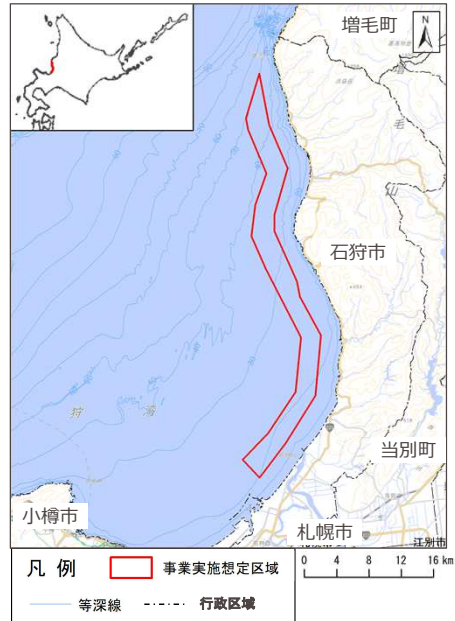 N
増毛町
石狩市
狩 湾
当別町
小樽市
札幌市
江別市
凡 例
事業実施想定区域
等深線
行政区域
0 4 8 12 16 km